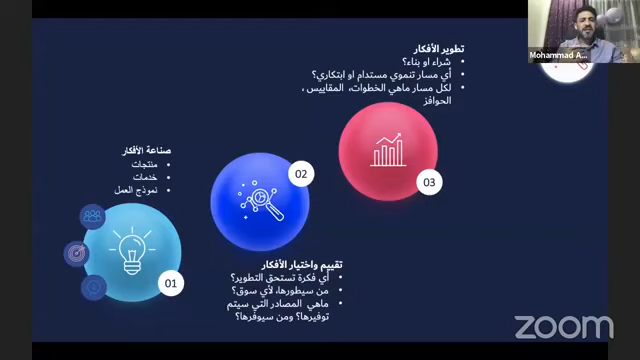 تطوير الأفكار
شراء او بناء؟
أي مسار تنموي مستدام او ابتكاري؟
لكل مسار ماهي الخطوات، المقاييس ،
الحوافز
03
صناعة الأفكار
منتجات
خدمات
نموذج العمل
01
02
تقييم واختيار الأفكار
أي فكرة تستحق التطوير؟
من سيطورها، لأي سوق؟
ماهي المصادر التي سيتم
توفيرها؟ ومن سيوفرها؟
Mohammad A...
zoom